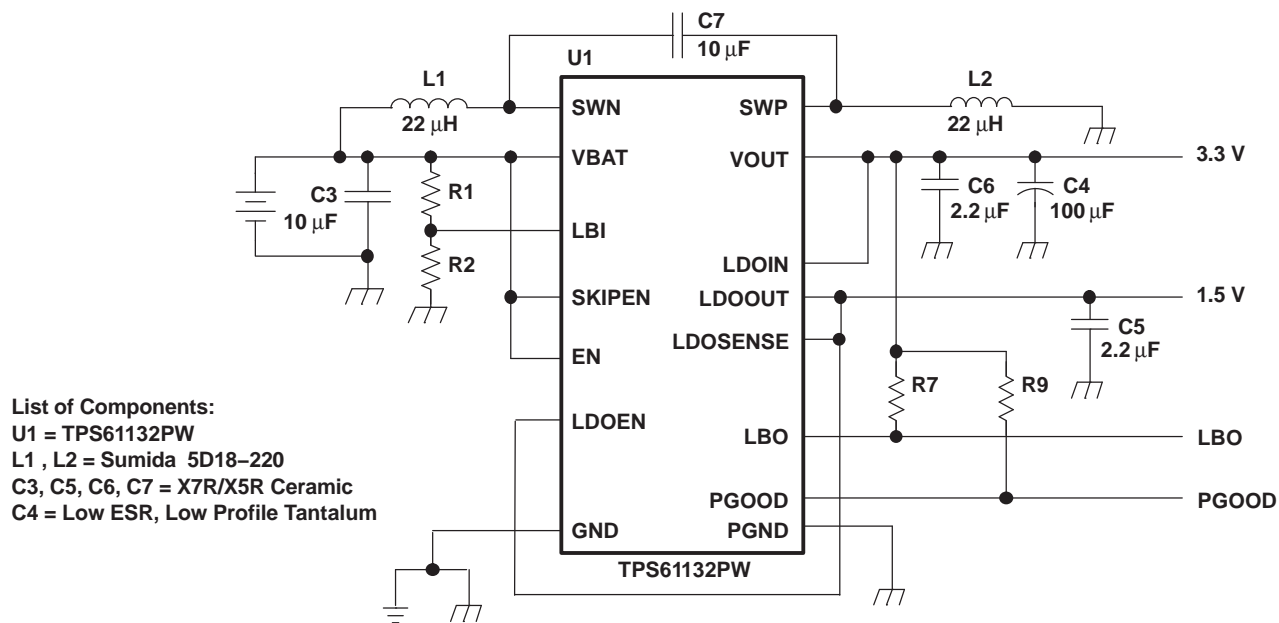 C7
10 μF
U1
L1
22 μH
SWN
SWP
L2
22 μH
VBAT
VOUT
3.3 V
C3
10 μF
R1
C6
2.2 μF
C4
100 μF
LBI
R2
LDOIN
SKIPEN
LDOOUT
1.5 V
LDOSENSE
C5
2.2 μF
EN
R7
R9
List of Components:
U1 = TPS61132PW
L1 , L2 = Sumida 5D18–220
C3, C5, C6, C7 = X7R/X5R Ceramic
C4 = Low ESR, Low Profile Tantalum
LDOEN
LBO
LBO
PGOOD
PGOOD
GND
PGND
TPS61132PW